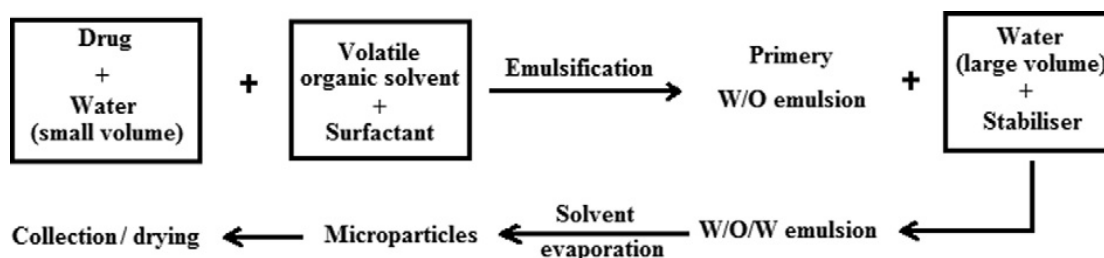 Drug
+
Water
(small volume)
+
Volatile
organic solvent
+
Surfactant
Emulsification
Primery
W/O emulsion
+
Water
(large volume)
+
Stabiliser
W/O/W emulsion
Solvent
evaporation
Microparticles
Collection / drying